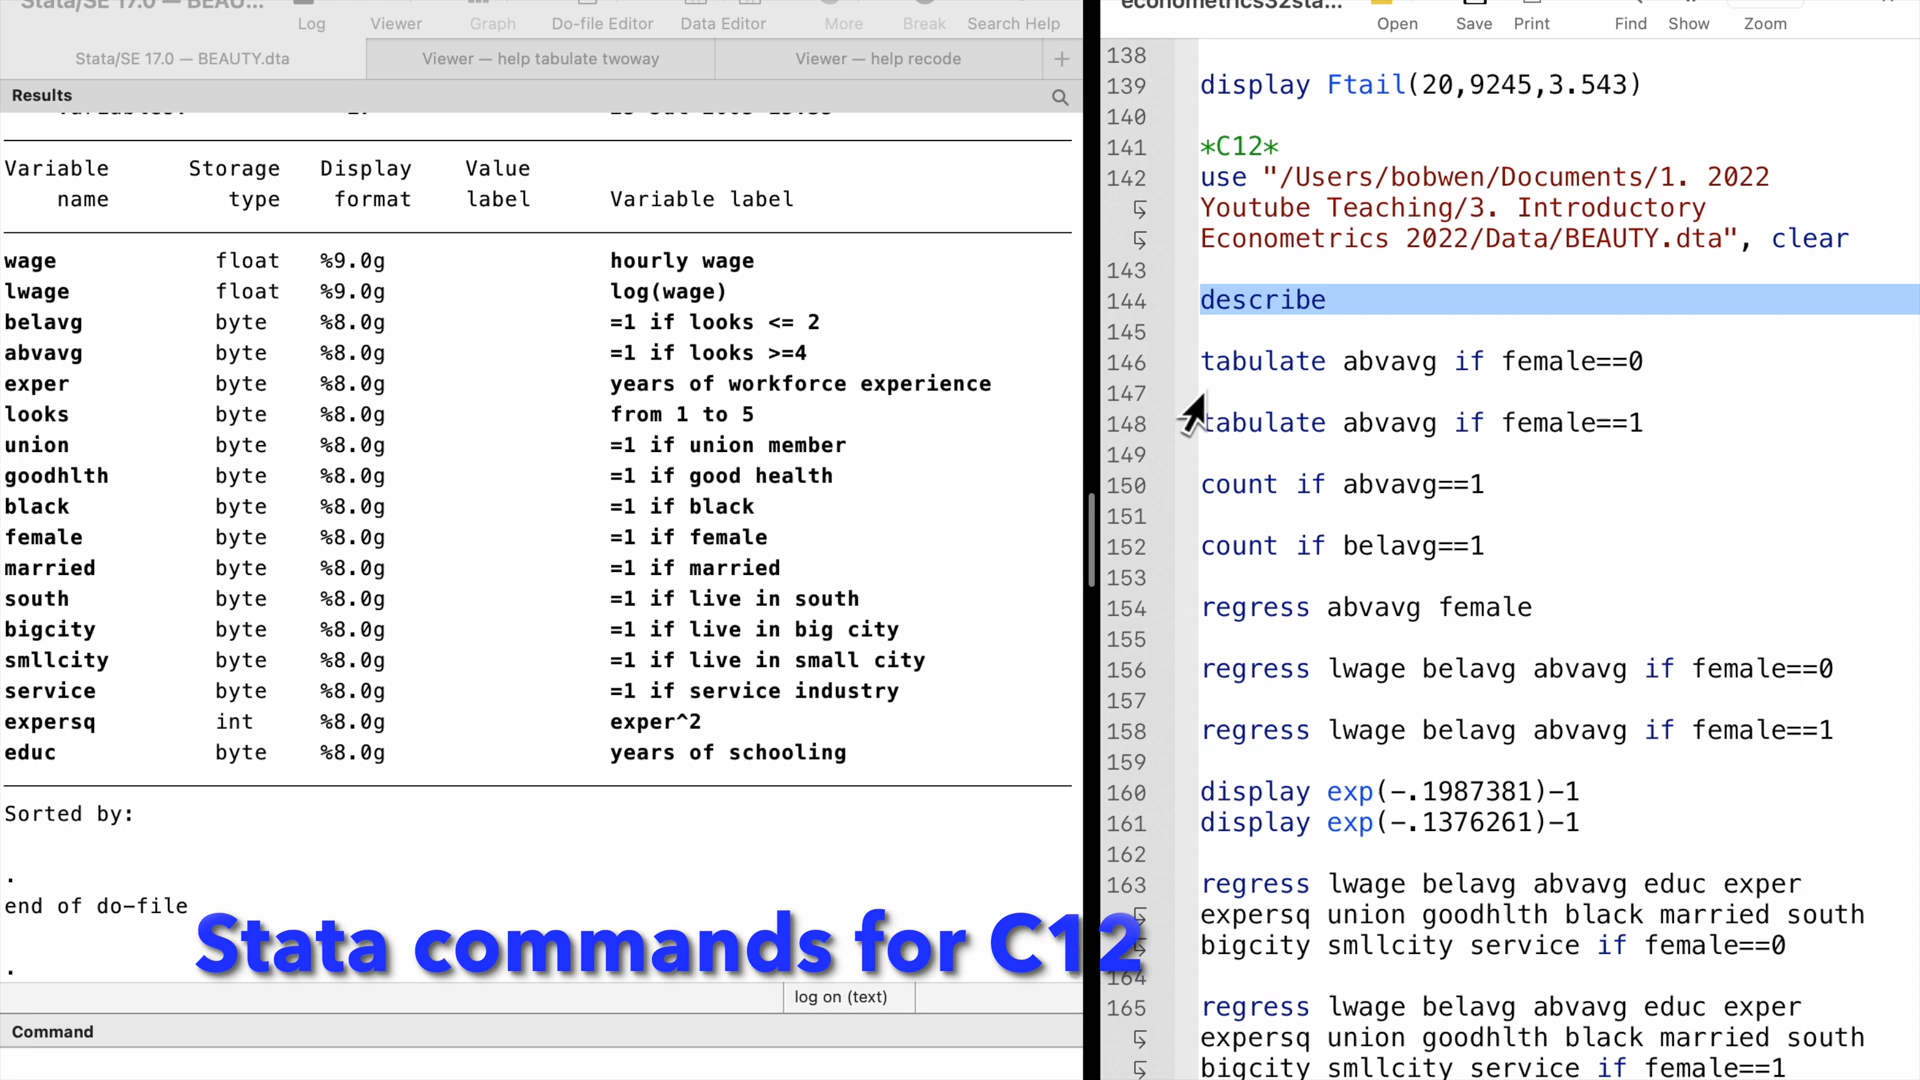 Stata/SE 17.0 — BEAU...
Log Viewer Graph Do-file Editor Data Editor More Break Search Help
Stata/SE 17.0 — BEAUTY.dta Viewer — help tabulate twoway Viewer — help recode +
Results
Variable Storage Display Value
name type format label Variable label
wage float %9.0g hourly wage
lwage float %9.0g log(wage)
belavg byte %8.0g =1 if looks <= 2
abvavg byte %8.0g =1 if looks >=4
exper byte %8.0g years of workforce experience
looks byte %8.0g from 1 to 5
union byte %8.0g =1 if union member
goodhlth byte %8.0g =1 if good health
black byte %8.0g =1 if black
female byte %8.0g =1 if female
married byte %8.0g =1 if married
south byte %8.0g =1 if live in south
bigcity byte %8.0g =1 if live in big city
smllcity byte %8.0g =1 if live in small city
service byte %8.0g =1 if service industry
expersq int %8.0g exper^2
educ byte %8.0g years of schooling
Sorted by:
.
end of do-file
.
Stata commands for C12
log on (text)
Command
econometrics32sta...
Open Save Print Find Show Zoom
138
139 display Ftail(20,9245,3.543)
140
141 *C12*
142 use "/Users/bobwen/Documents/1. 2022
Youtube Teaching/3. Introductory
Econometrics 2022/Data/BEAUTY.dta", clear
143
144 describe
145
146 tabulate abvavg if female==0
147
148 tabulate abvavg if female==1
149
150 count if abvavg==1
151
152 count if belavg==1
153
154 regress abvavg female
155
156 regress lwage belavg abvavg if female==0
157
158 regress lwage belavg abvavg if female==1
159
160 display exp(-.1987381)-1
161 display exp(-.1376261)-1
162
163 regress lwage belavg abvavg educ exper
expersq union goodhlth black married south
bigcity smllcity service if female==0
164
165 regress lwage belavg abvavg educ exper
expersq union goodhlth black married south
bigcity smllcity service if female==1